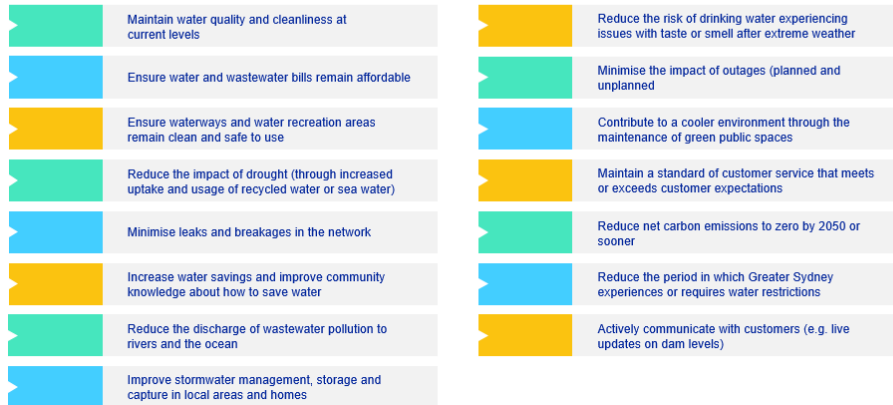 Maintain water quality and cleanliness at
current levels
Ensure water and wastewater bills remain affordable
Ensure waterways and water recreation areas
remain clean and safe to use
Reduce the impact of drought (through increased
uptake and usage of recycled water or sea water)
Minimise leaks and breakages in the network
Increase water savings and improve community
knowledge about how to save water
Reduce the discharge of wastewater pollution to
rivers and the ocean
Improve stormwater management, storage and
capture in local areas and homes
Reduce the risk of drinking water experiencing
issues with taste or smell after extreme weather
Minimise the impact of outages (planned and
unplanned
Contribute to a cooler environment through the
maintenance of green public spaces
Maintain a standard of customer service that meets
or exceeds customer expectations
Reduce net carbon emissions to zero by 2050 or
sooner
Reduce the period in which Greater Sydney
experiences or requires water restrictions
Actively communicate with customers (e.g. live
updates on dam levels)